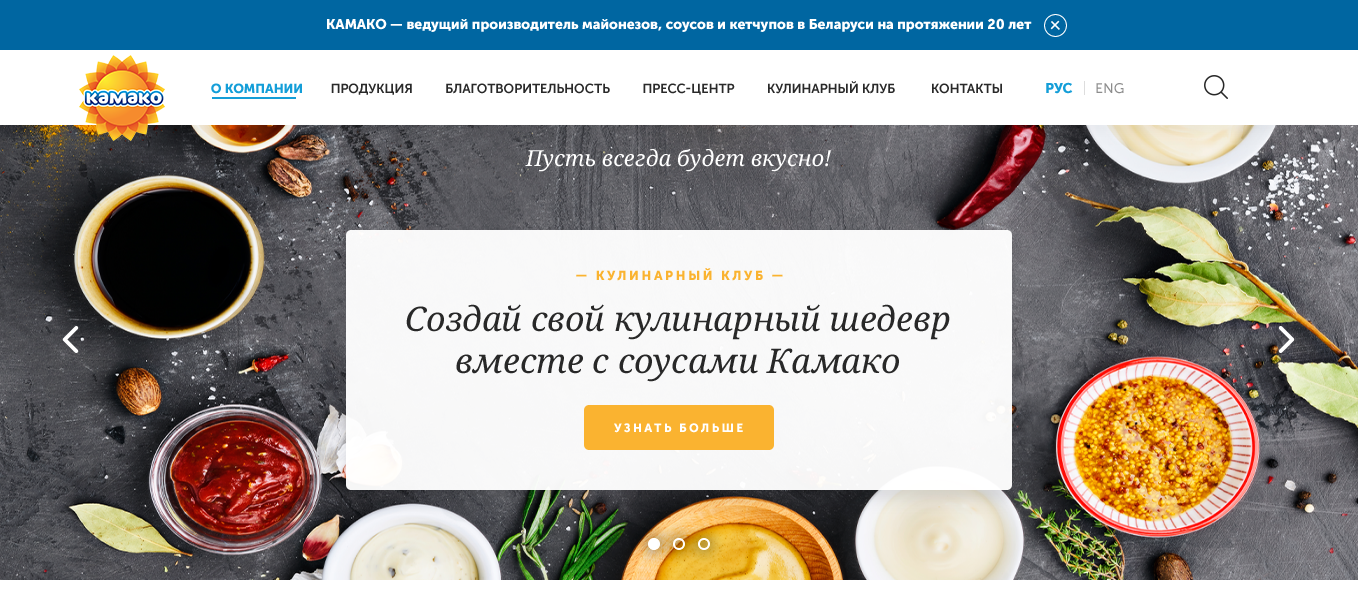 КАМАКО — ведущий производитель майонезов, соусов и кетчупов в Беларуси на протяжении 20 лет
камако
О КОМПАНИИ ПРОДУКЦИЯ БЛАГОТВОРИТЕЛЬНОСТЬ ПРЕСС-ЦЕНТР КУЛИНАРНЫЙ КЛУБ КОНТАКТЫ РУС ENG
Пусть всегда будет вкусно!
— КУЛИНАРНЫЙ КЛУБ —
Создай свой кулинарный шедевр
вместе с соусами Камако
УЗНАТЬ БОЛЬШЕ